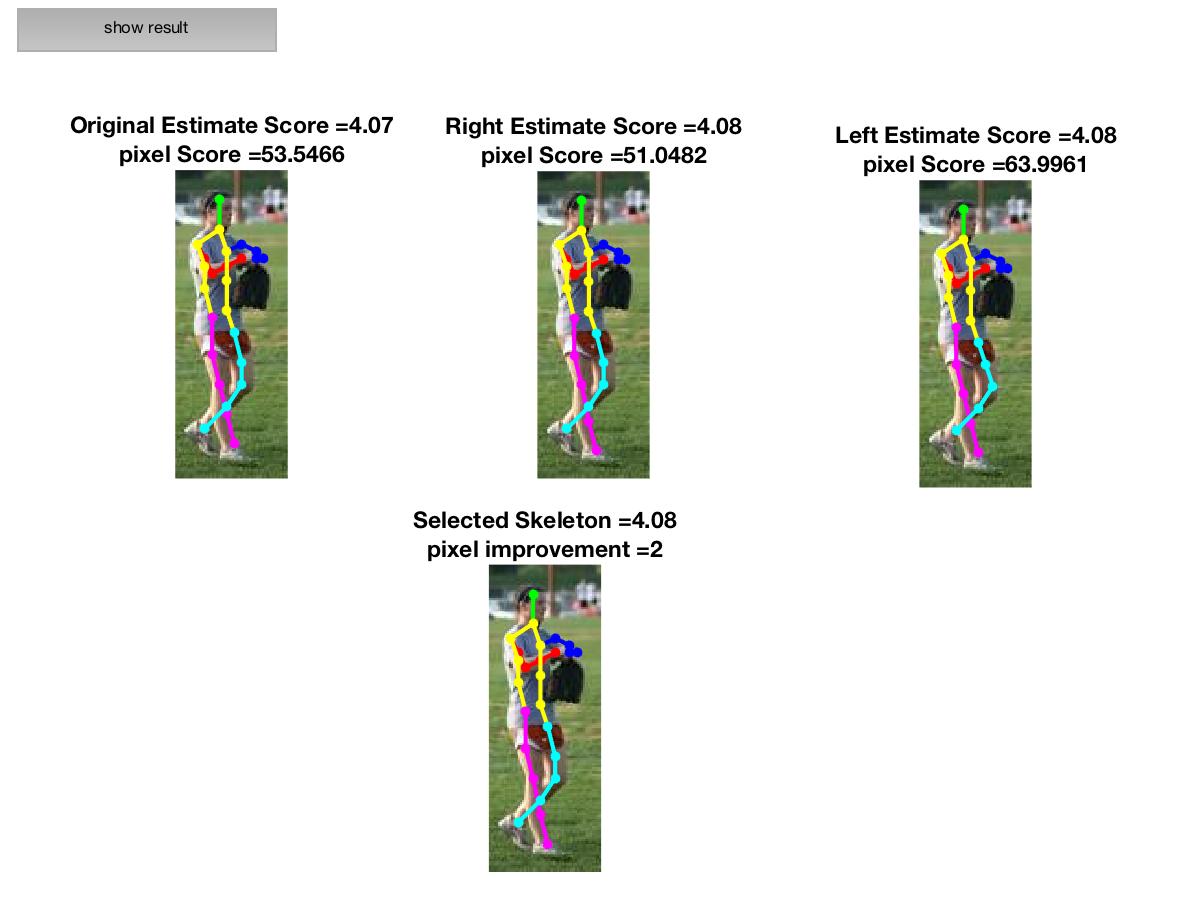 show result
Original Estimate Score =4.07
pixel Score =53.5466
Right Estimate Score =4.08
pixel Score =51.0482
Left Estimate Score =4.08
pixel Score =63.9961
Selected Skeleton =4.08
pixel improvement =2